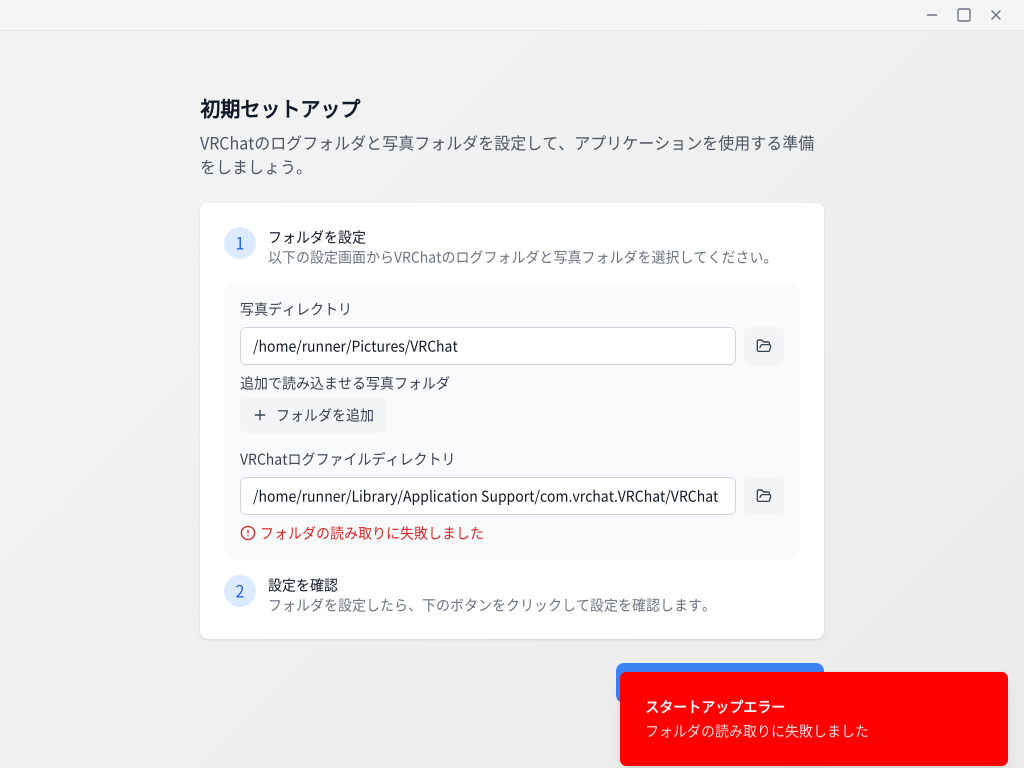 初期セットアップ
VRChatのログフォルダと写真フォルダを設定して、アプリケーションを使用する準備
をしましょう。
1
フォルダを設定
以下の設定画面からVRChatのログフォルダと写真フォルダを選択してください。
写真ディレクトリ
/home/runner/Pictures/VRChat
追加で読み込ませる写真フォルダ
フォルダを追加
VRChatログファイルディレクトリ
/home/runner/Library/Application Support/com.vrchat.VRChat/VRChat
フォルダの読み取りに失敗しました
2
設定を確認
フォルダを設定したら、下のボタンをクリックして設定を確認します。
スタートアップエラー
フォルダの読み取りに失敗しました